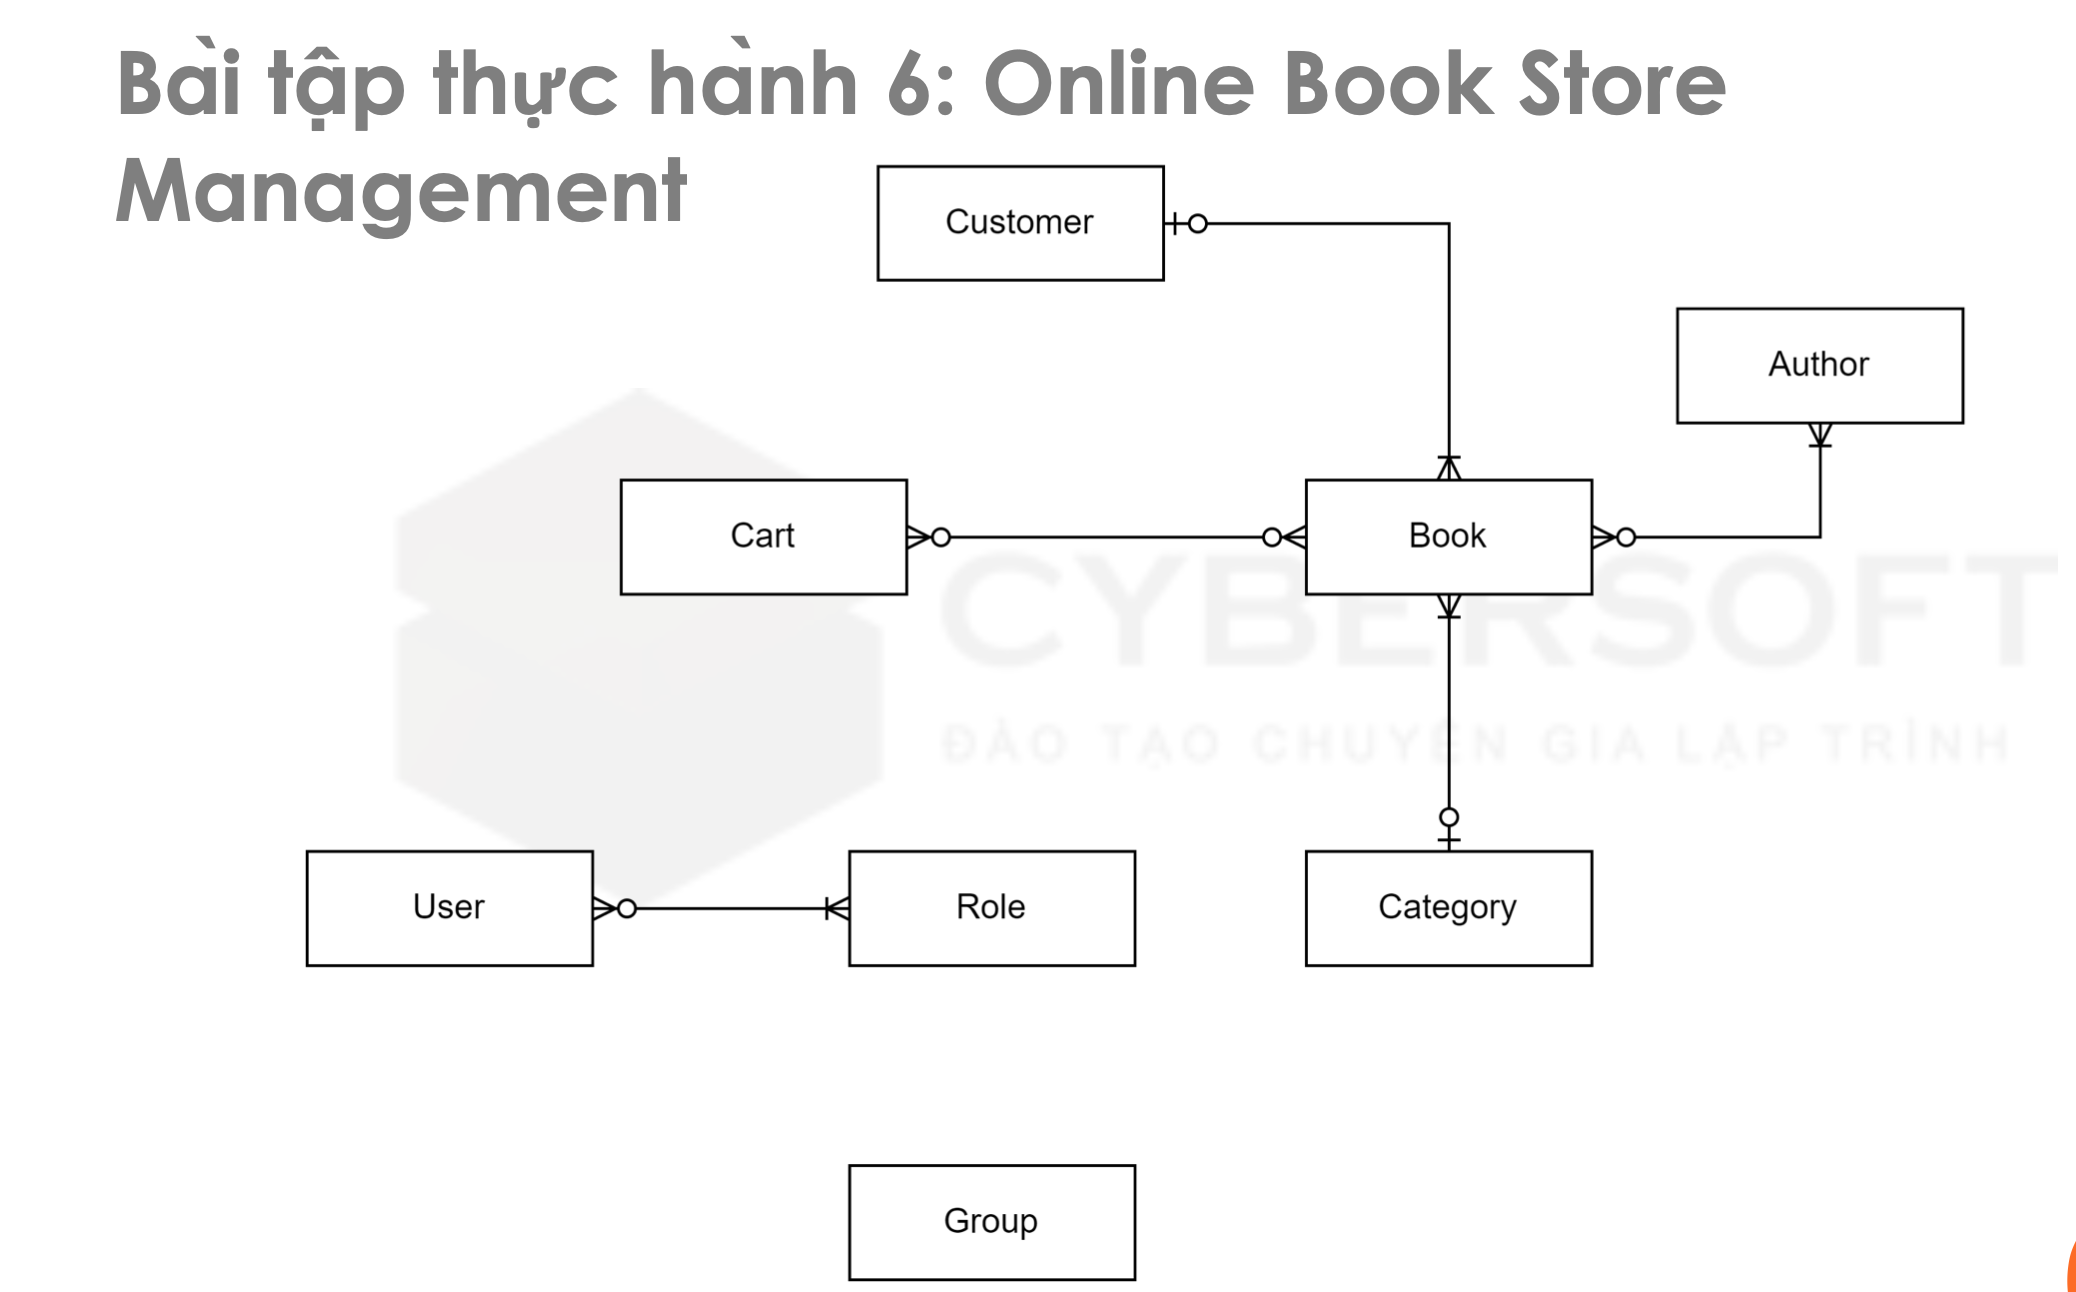 Bài tập thực hành 6: Online Book Store
Management
Customer
Author
Cart
Book
CYBERSOFT
ĐÀO TẠO CHUYÊN GIA LẬP TRÌNH
User
Role
Category
Group